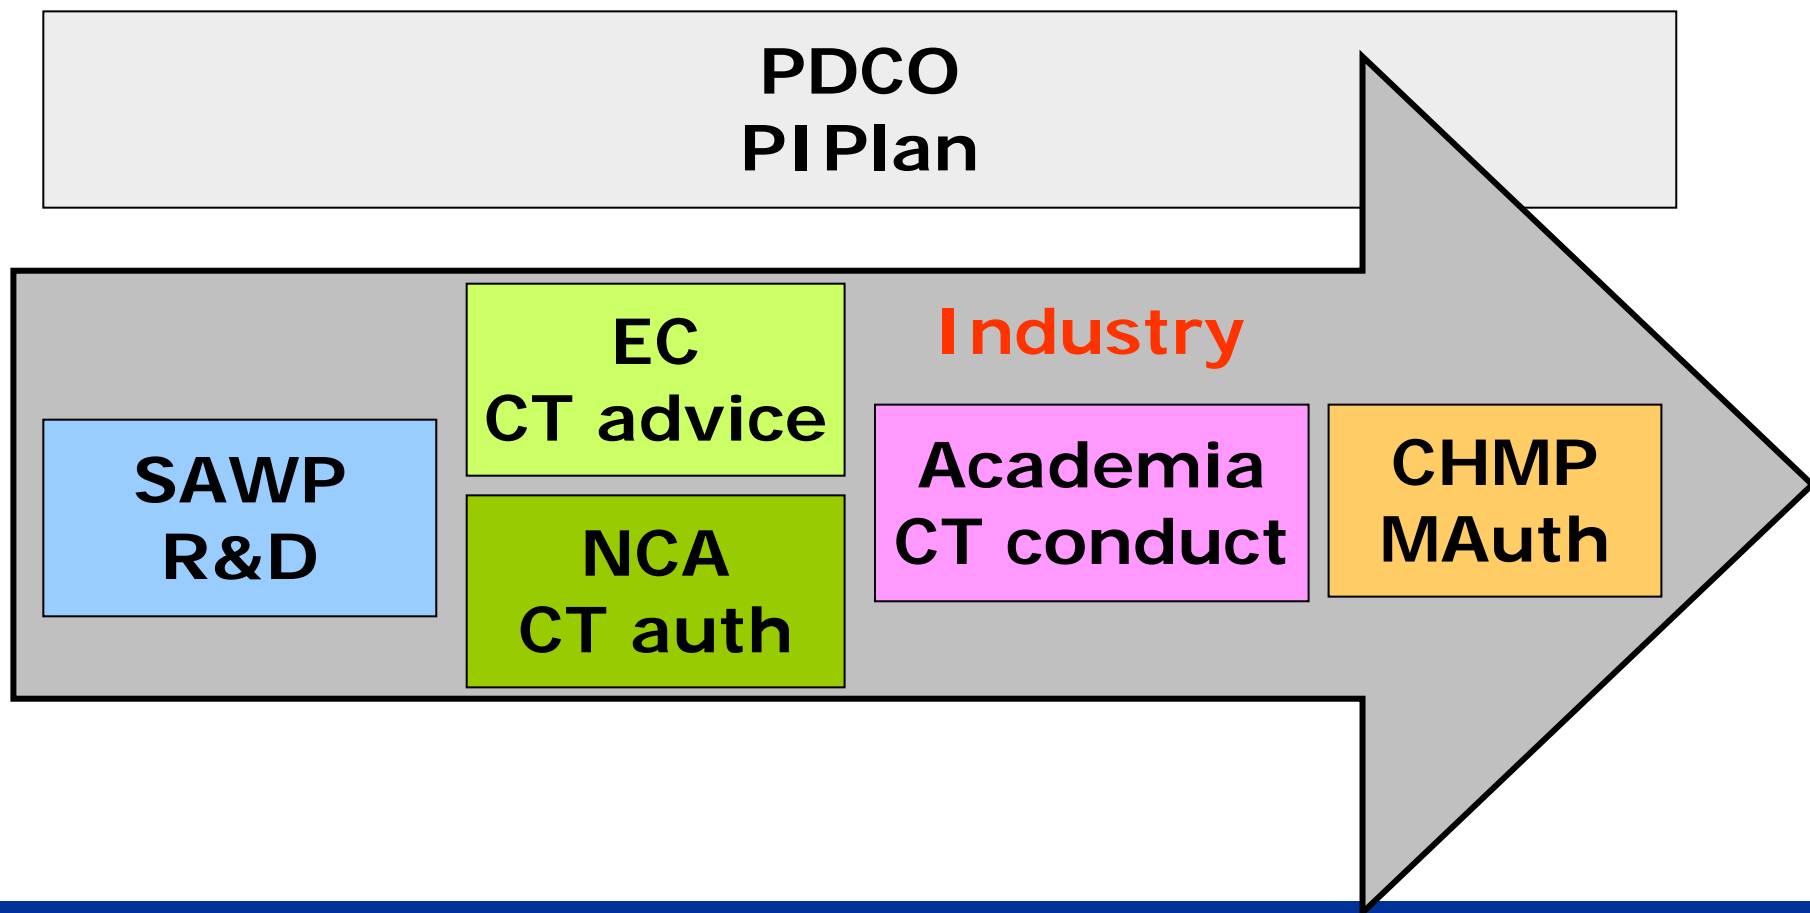 PDCO
PIPlan
SAWP
R&D
EC
CT advice
NCA
CT auth
Industry
Academia
CT conduct
CHMP
MAuth